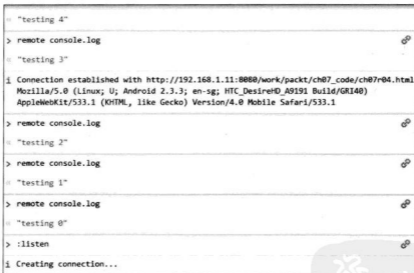 "testing 4"
> remote console.log
"testing 3"
i Connection established with http://192.168.1.11:8080/work/packt/ch07_code/ch07r04.html
Mozilla/5.0 (Linux; U; Android 2.3.3; en-sg; HTC_DesireHD_A9191 Build/GRI40)
AppleWebKit/533.1 (KHTML, like Gecko) Version/4.0 Mobile Safari/533.1
> remote console.log
"testing 2"
> remote console.log
"testing 1"
> remote console.log
"testing 0"
> :listen
i Creating connection...